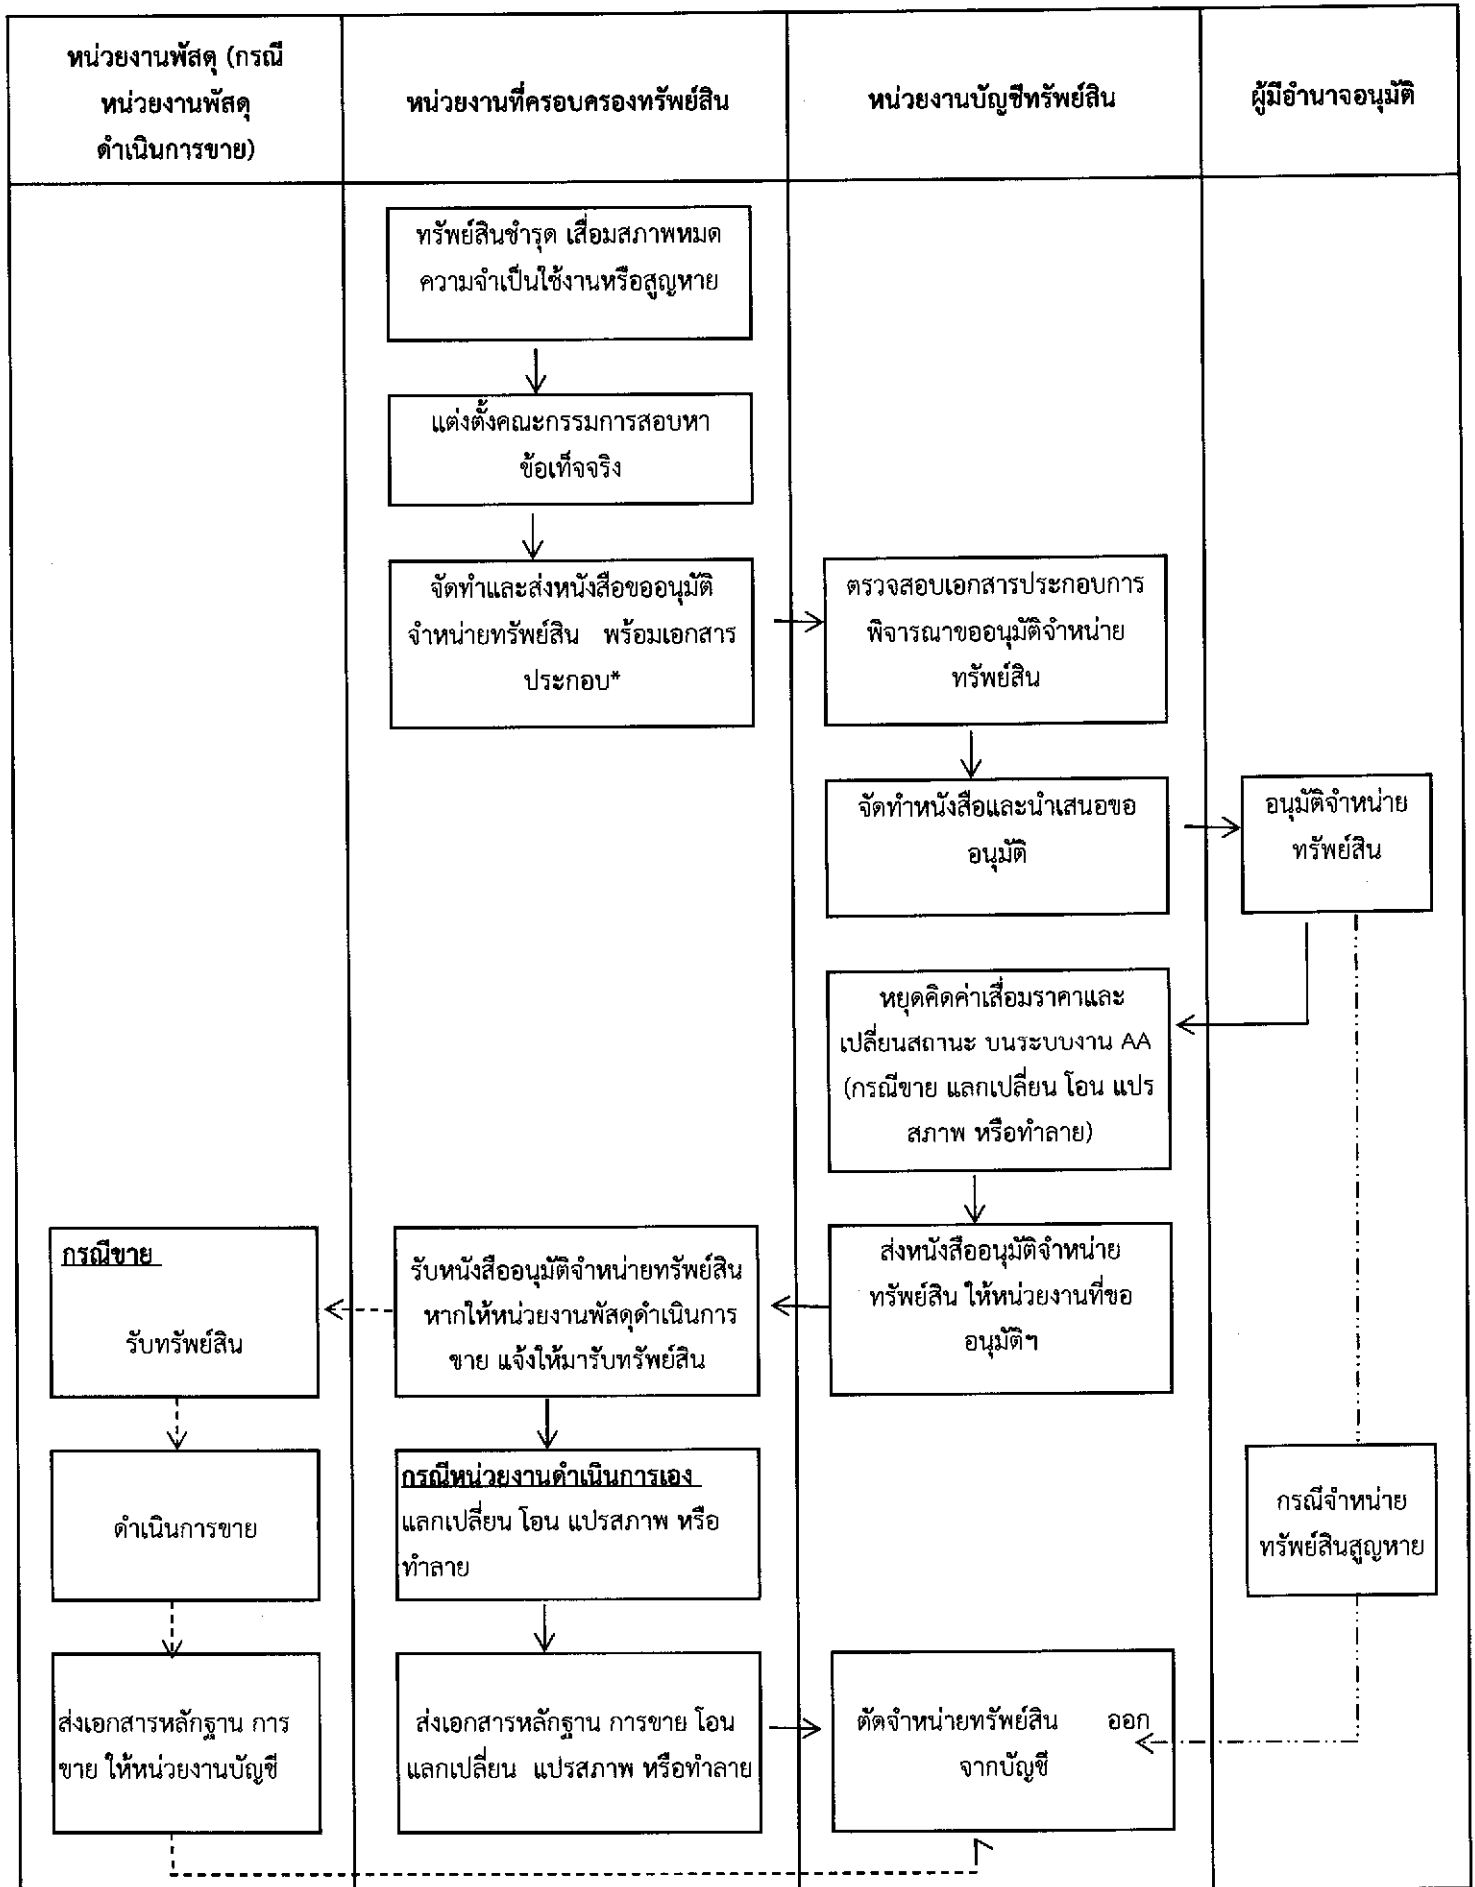 หน่วยงานพัสดุ (กรณี
หน่วยงานพัสดุ
ดำเนินการขาย)
หน่วยงานที่ครอบครองทรัพย์สิน
หน่วยงานบัญชีทรัพย์สิน
ผู้มีอำนาจอนุมัติ
ทรัพย์สินชำรุด เสื่อมสภาพหมด
ความจำเป็นใช้งานหรือสูญหาย
แต่งตั้งคณะกรรมการสอบหา
ข้อเท็จจริง
จัดทำและส่งหนังสือขออนุมัติ
จำหน่ายทรัพย์สิน พร้อมเอกสาร
ประกอบ*
ตรวจสอบเอกสารประกอบการ
พิจารณาขออนุมัติจำหน่าย
ทรัพย์สิน
จัดทำหนังสือและนำเสนอขอ
อนุมัติ
อนุมัติจำหน่าย
ทรัพย์สิน
หยุดคิดค่าเสื่อมราคาและ
เปลี่ยนสถานะ บนระบบงาน AA
(กรณีขาย แลกเปลี่ยน โอน แปร
สภาพ หรือทำลาย)
ส่งหนังสืออนุมัติจำหน่าย
ทรัพย์สิน ให้หน่วยงานที่ขอ
อนุมัติฯ
รับหนังสืออนุมัติจำหน่ายทรัพย์สิน
หากให้หน่วยงานพัสดุดำเนินการ
ขาย แจ้งให้มารับทรัพย์สิน
กรณีขาย
รับทรัพย์สิน
ดำเนินการขาย
กรณีหน่วยงานดำเนินการเอง
แลกเปลี่ยน โอน แปรสภาพ หรือ
ทำลาย
กรณีจำหน่าย
ทรัพย์สินสูญหาย
ส่งเอกสารหลักฐาน การ
ขาย ให้หน่วยงานบัญชี
ส่งเอกสารหลักฐาน การขาย โอน
แลกเปลี่ยน แปรสภาพ หรือทำลาย
ตัดจำหน่ายทรัพย์สิน ออก
จากบัญชี